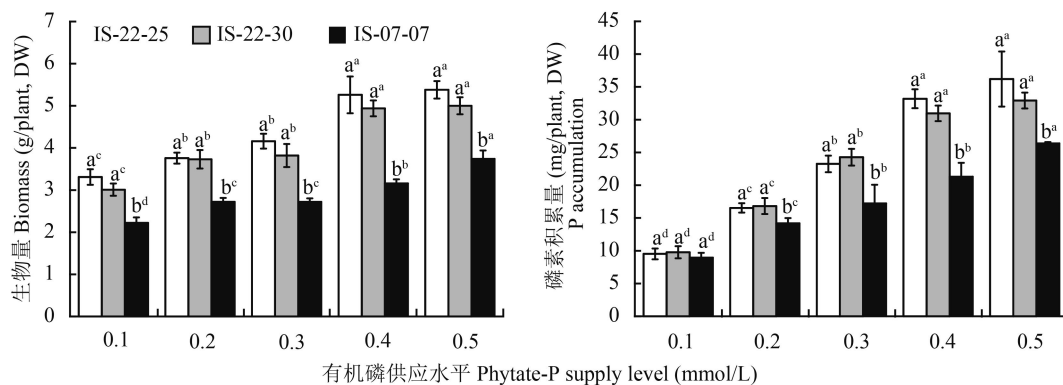 IS-22-25 IS-22-30 IS-07-07
生物量 Biomass (g/plant, DW)
7
6
5
4
3
2
1
0
a^c a^c b^d
a^b a^b b^c
a^b a^b b^c
a^a a^a b^b
a^a a^a b^a
0.1 0.2 0.3 0.4 0.5
磷素积累量 (mg/plant, DW)
P accumulation
45
40
35
30
25
20
15
10
5
0
a^d a^d a^d
a^c a^c b^c
a^b a^b b^b
a^a a^a b^b
a^a a^a b^a
0.1 0.2 0.3 0.4 0.5
有机磷供应水平 Phytate-P supply level (mmol/L)